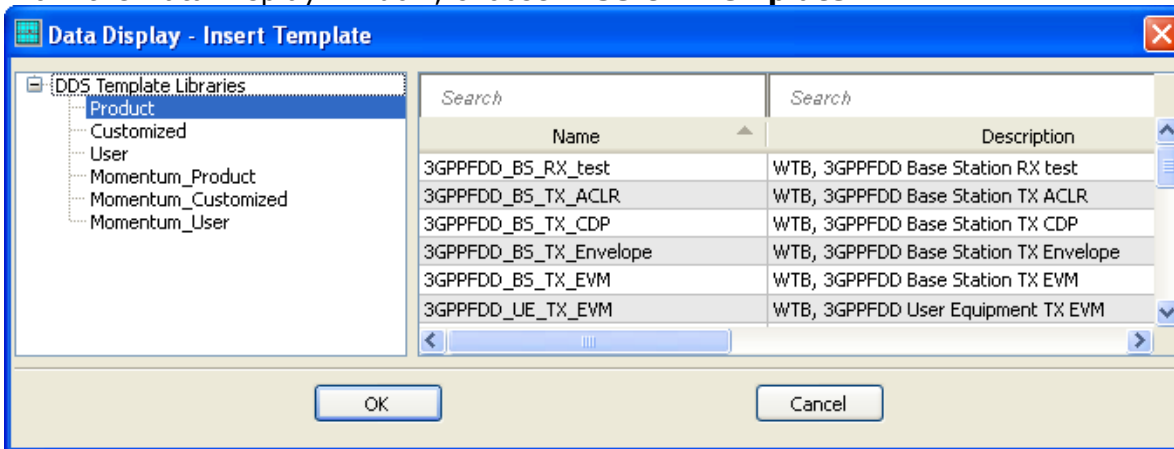 Data Display - Insert Template
DDS Template Libraries
Product
Customized
User
Momentum_Product
Momentum_Customized
Momentum_User
Search Search
Name Description
3GPPFDD_BS_RX_test WTB, 3GPPFDD Base Station RX test
3GPPFDD_BS_TX_ACLR WTB, 3GPPFDD Base Station TX ACLR
3GPPFDD_BS_TX_CDP WTB, 3GPPFDD Base Station TX CDP
3GPPFDD_BS_TX_Envelope WTB, 3GPPFDD Base Station TX Envelope
3GPPFDD_BS_TX_EVM WTB, 3GPPFDD Base Station TX EVM
3GPPFDD_UE_TX_EVM WTB, 3GPPFDD User Equipment TX EVM
OK Cancel